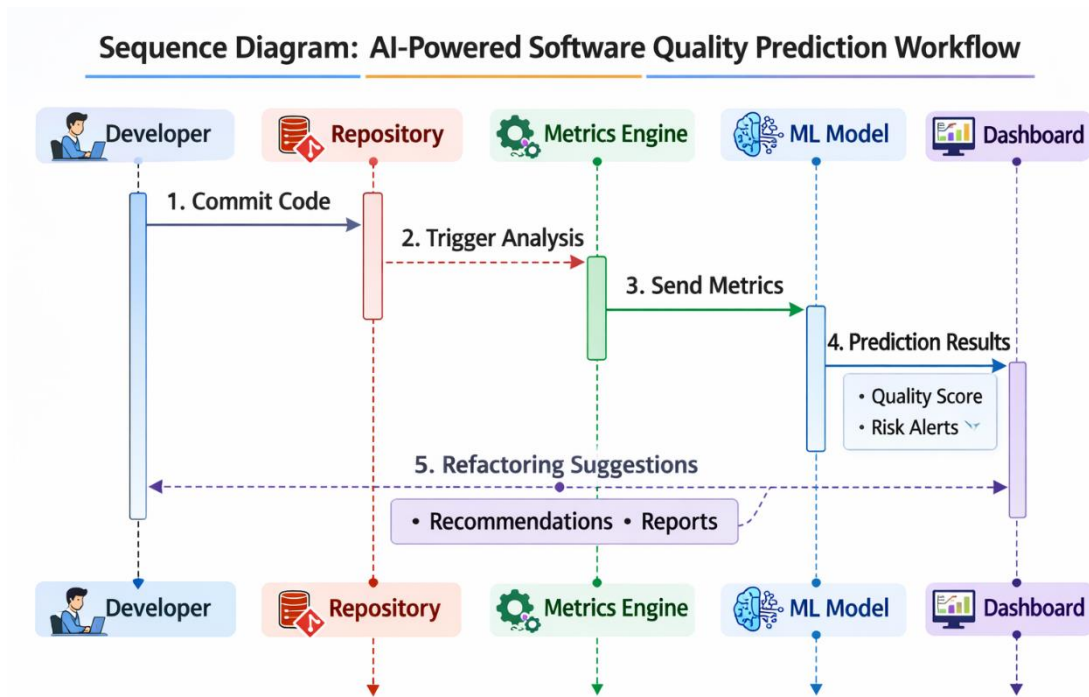 Sequence Diagram: AI-Powered Software Quality Prediction Workflow
Developer
Repository
Metrics Engine
ML Model
Dashboard
1. Commit Code
2. Trigger Analysis
3. Send Metrics
4. Prediction Results
• Quality Score
• Risk Alerts
5. Refactoring Suggestions
• Recommendations • Reports
Developer
Repository
Metrics Engine
ML Model
Dashboard